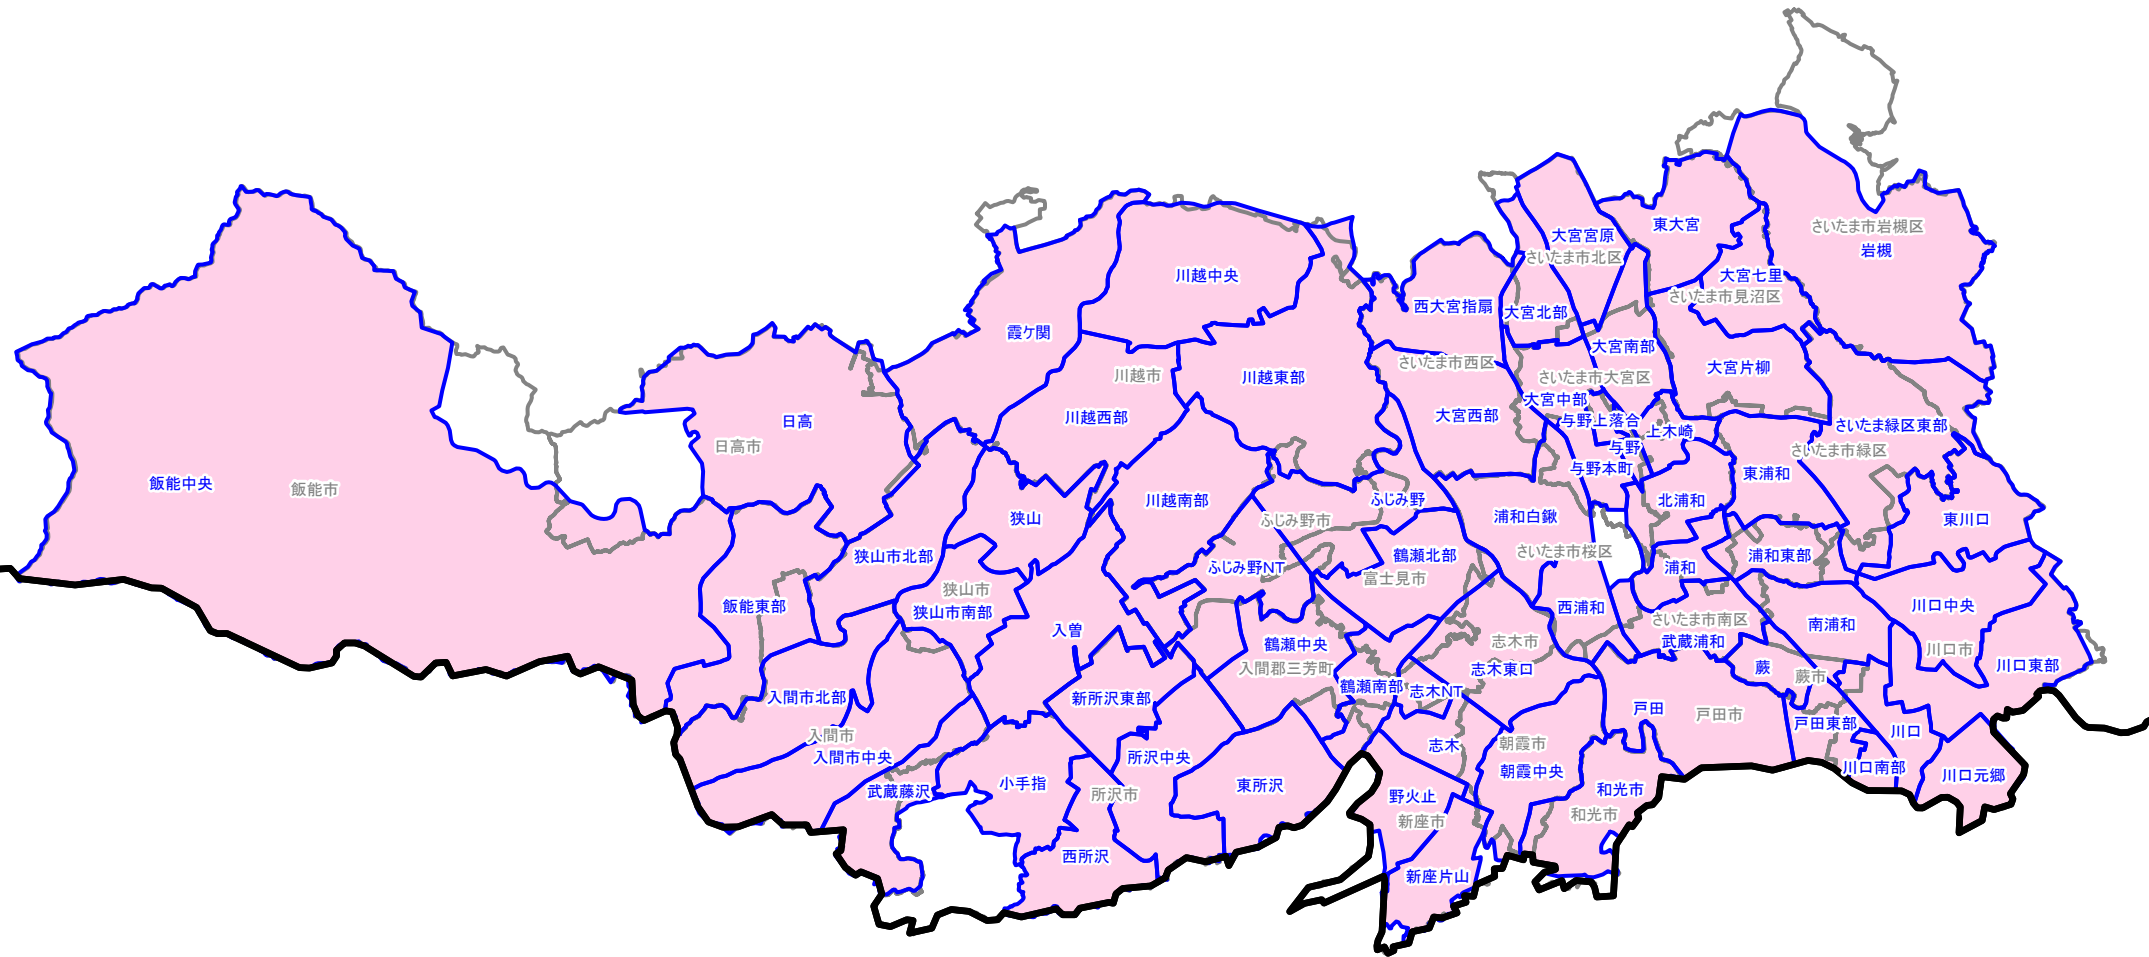 東大宮
さいたま市岩槻区
大宮宮原
岩槻
さいたま市北区
川越中央
大宮七里
さいたま市見沼区
西大宮指扇
大宮北部
霞ケ関
大宮南部
さいたま市西区
大宮片柳
川越市
川越東部
さいたま市大宮区
大宮中部
大宮西部
川越西部
日高
与野上落合
さいたま緑区東部
上木崎
日高市
与野
さいたま市緑区
与野本町
東浦和
飯能中央
飯能市
川越南部
ふじみ野
北浦和
狭山
浦和白鍬
ふじみ野市
東川口
狭山市北部
鶴瀬北部
さいたま市桜区
浦和東部
ふじみ野NT
浦和
富士見市
狭山市
飯能東部
狭山市南部
西浦和
川口中央
さいたま市南区
南浦和
入曽
鶴瀬中央
志木市
武蔵浦和
川口市
入間郡三芳町
志木東口
蕨
蕨市
川口東部
鶴瀬南部
志木NT
入間市北部
新所沢東部
戸田
戸田市
戸田東部
川口
入間市
志木
朝霞市
入間市中央
所沢中央
朝霞中央
川口南部
川口元郷
小手指
東所沢
武蔵藤沢
所沢市
野火止
和光市
新座市
和光市
西所沢
新座片山